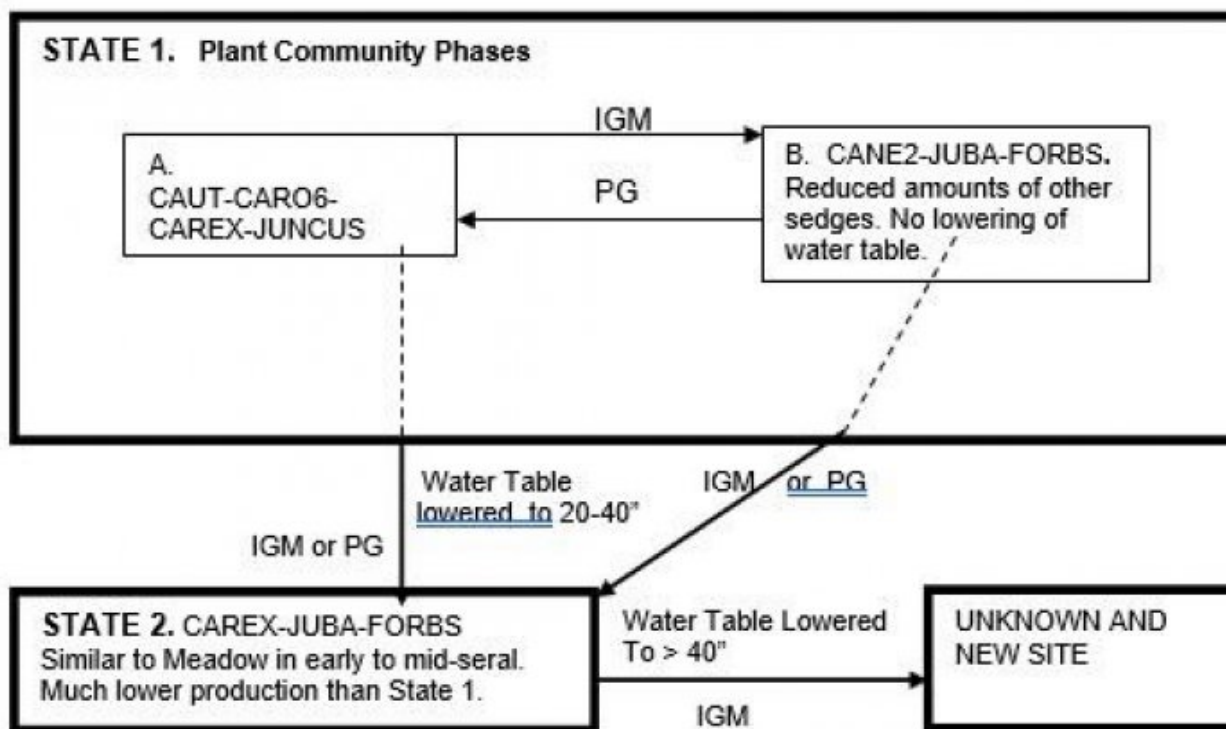 STATE 1. Plant Community Phases
IGM
A.
CAUT-CARO6-
CAREX-JUNCUS
PG
B. CANE2-JUBA-FORBS.
Reduced amounts of other
sedges. No lowering of
water table.
Water Table
lowered to 20-40”
IGM or PG
IGM or PG
STATE 2. CAREX-JUBA-FORBS
Similar to Meadow in early to mid-seral.
Much lower production than State 1.
Water Table Lowered
To > 40”
IGM
UNKNOWN AND
NEW SITE